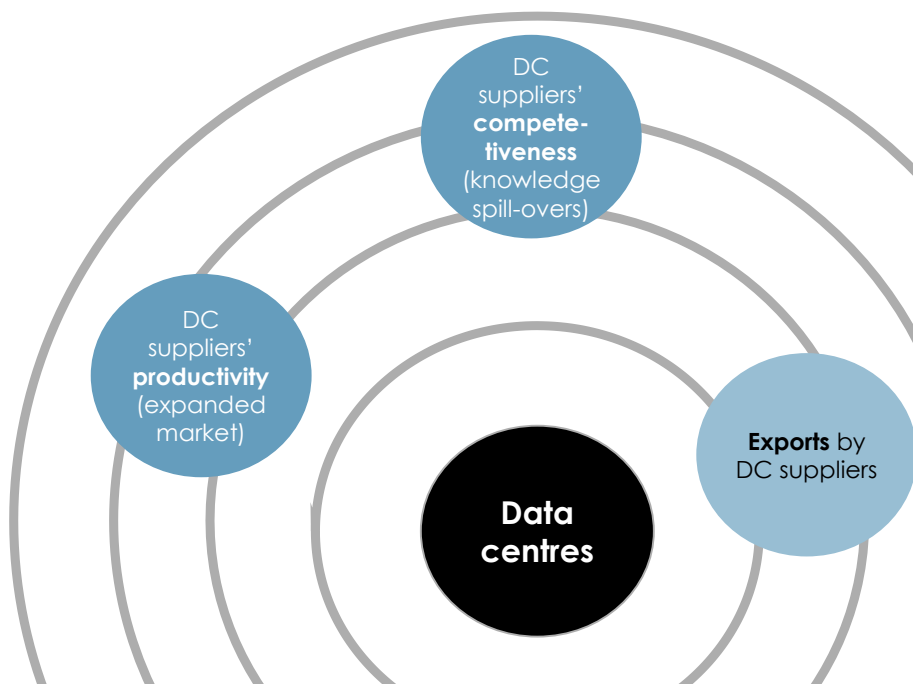 DC
suppliers’
compete-
tiveness
(knowledge
spill-overs)
DC
suppliers’
productivity
(expanded
market)
Exports by
DC suppliers
Data
centres